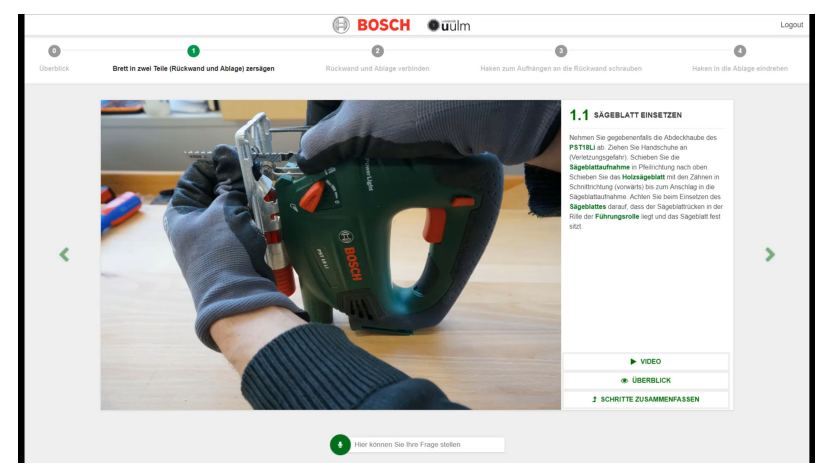 BOSCH
uulm
Logout
0
1
2
3
4
Überblick
Brett in zwei Teile (Rückwand und Ablage) zersägen
Rückwand und Ablage verbinden
Haken zum Aufhängen an die Rückwand schrauben
Haken in die Ablage eindrehen
PowerLight
BOSCH
PST 18 LI
1.1 SÄGEBLATT EINSETZEN
Nehmen Sie gegebenenfalls die Abdeckhaube des
PST18LI ab. Ziehen Sie Handschuhe an
(Verletzungsgefahr). Schieben Sie die
Sägeblattaufnahme in Pfeilrichtung nach oben
Schieben Sie das Holzsägeblatt mit den Zähnen in
Schnittrichtung (vorwärts) bis zum Anschlag in die
Sägeblattaufnahme. Achten Sie beim Einsetzen des
Sägeblattes darauf, dass der Sägeblattrücken in der
Rille der Führungsrolle liegt und das Sägeblatt fest
sitzt
VIDEO
ÜBERBLICK
SCHRITTE ZUSAMMENFASSEN
Hier können Sie Ihre Frage stellen